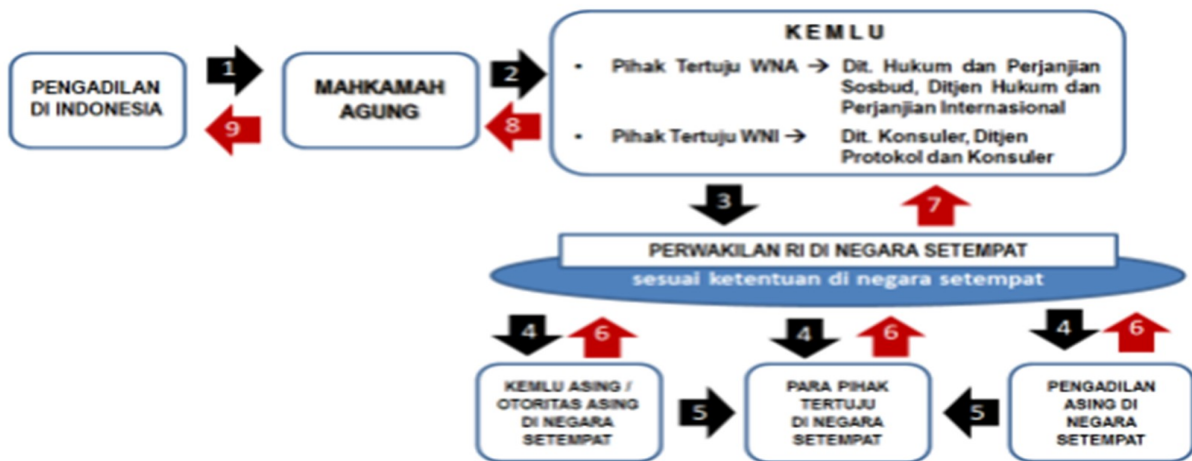 KEMLU
• Pihak Tertuju WNA → Dit. Hukum dan Perjanjian
Sosbud, Ditjen Hukum dan
Perjanjian Internasional
• Pihak Tertuju WNI → Dit. Konsuler, Ditjen
Protokol dan Konsuler
PENGADILAN
DI INDONESIA
1
9
MAHKAMAH
AGUNG
2
8
3
7
PERWAKILAN RI DI NEGARA SETEMPAT
sesuai ketentuan di negara setempat
4
6
4
6
4
6
KEMLU ASING /
OTORITAS ASING
DI NEGARA
SETEMPAT
5
PARA PIHAK
TERTUJU
DI NEGARA
SETEMPAT
5
PENGADILAN
ASING DI
NEGARA
SETEMPAT